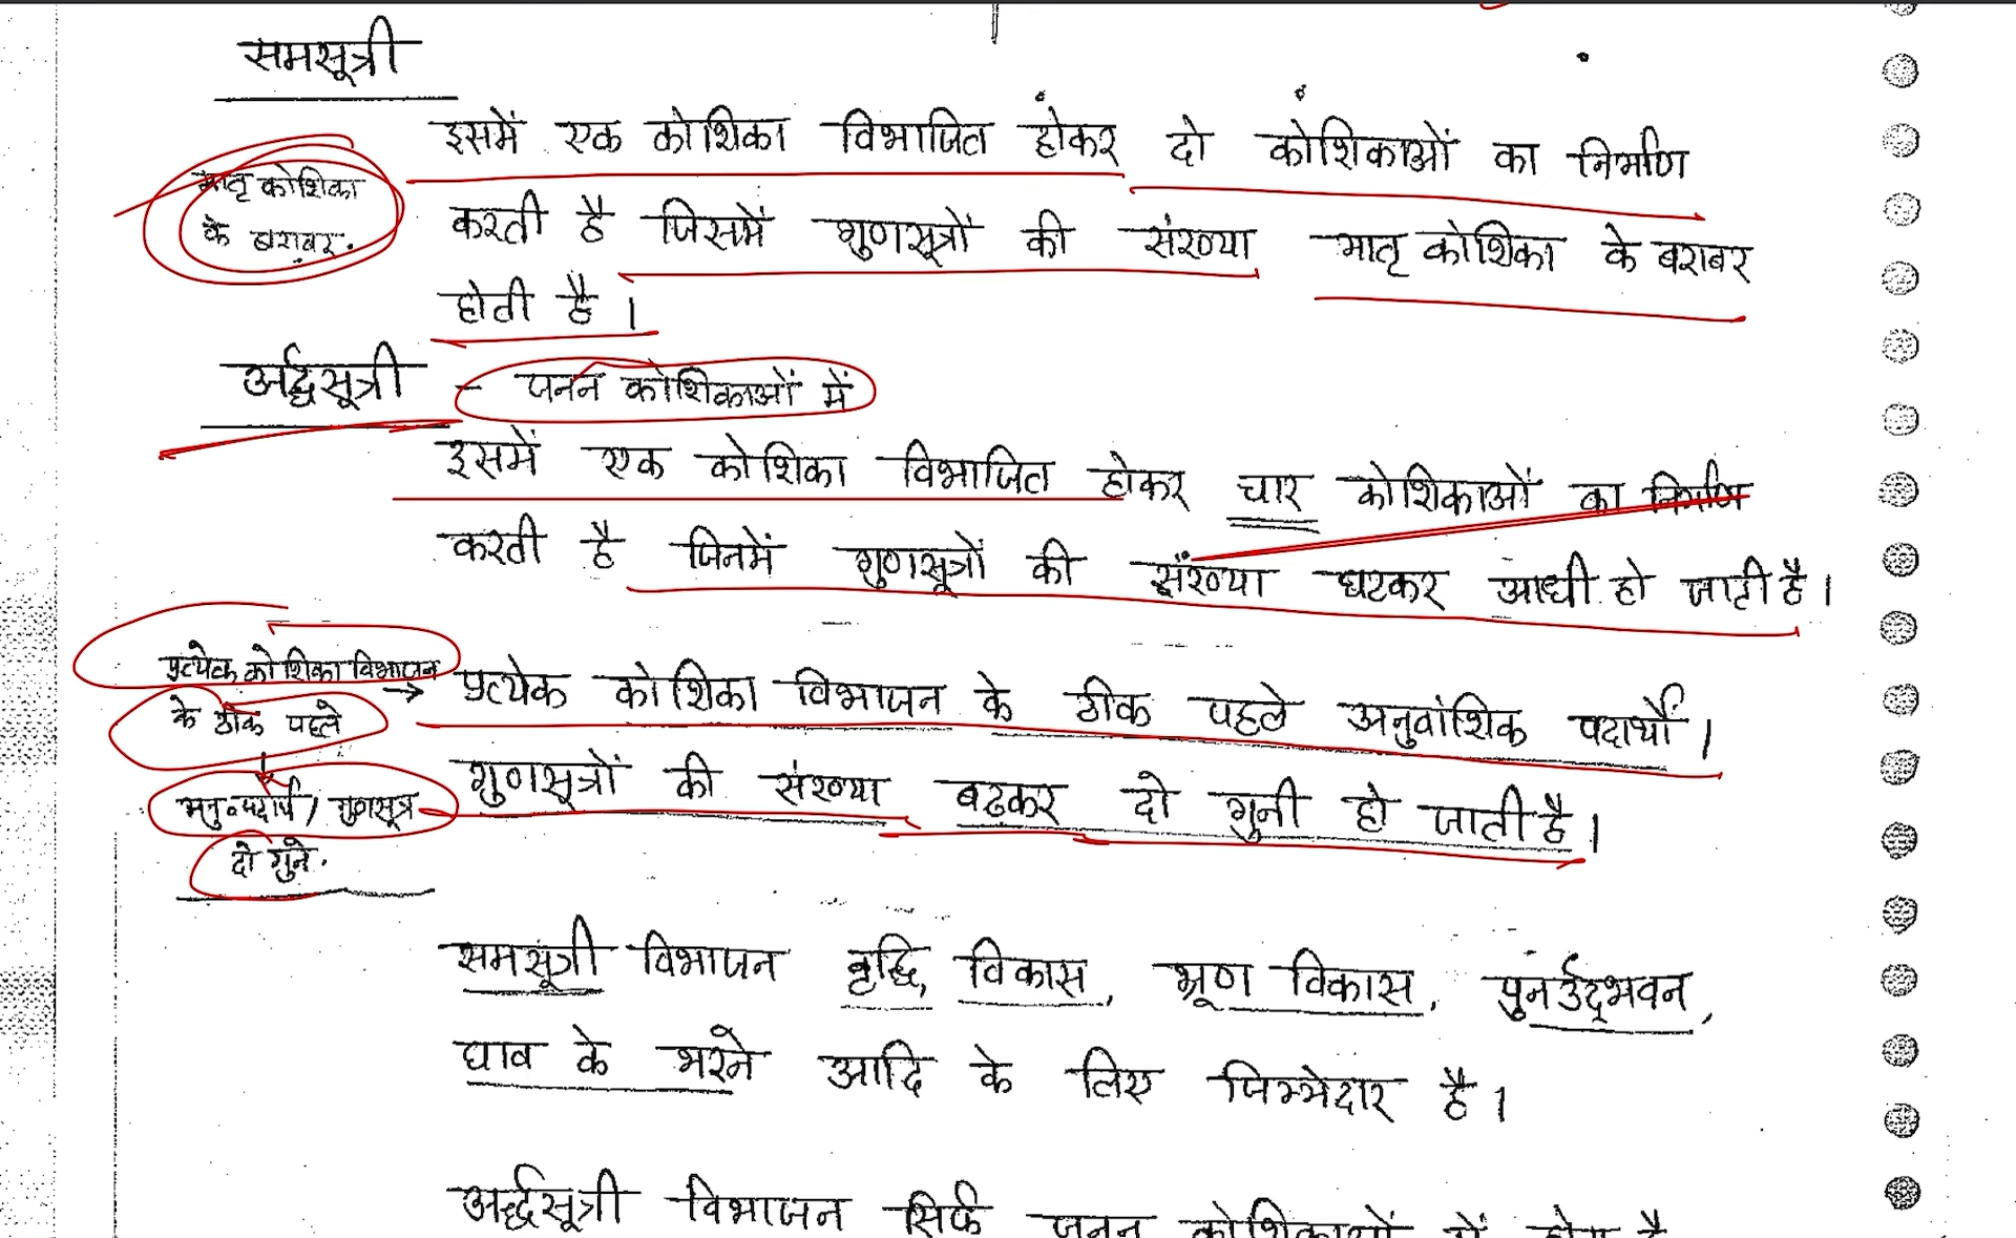 समसूत्री
इसमें एक कोशिका विभाजित होकर दो कोशिकाओं का निर्माण
मातृ कोशिका
के बराबर.
करती है जिसमें गुणसूत्रों की संख्या मातृ कोशिका के बराबर
होती है ।
अर्द्धसूत्री - जनन कोशिकाओं में
इसमें एक कोशिका विभाजित होकर चार कोशिकाओं का निर्माण
करती है जिनमें गुणसूत्रों की संख्या घटकर आधी हो जाती है ।
प्रत्येक कोशिका विभाजन
के ठीक पहले
↓
अनु॰पदार्थ / गुणसूत्र
दो गुने.
→ प्रत्येक कोशिका विभाजन के ठीक पहले अनुवांशिक पदार्थों /
गुणसूत्रों की संख्या बढकर दो गुनी हो जाती है ।
समसूत्री विभाजन वृद्धि, विकास, भ्रूण विकास, पुनर्उद्भवन,
घाव के भरने आदि के लिए जिम्मेदार है ।
अर्द्धसूत्री विभाजन सिर्फ जनन कोशिकाओं में होता है